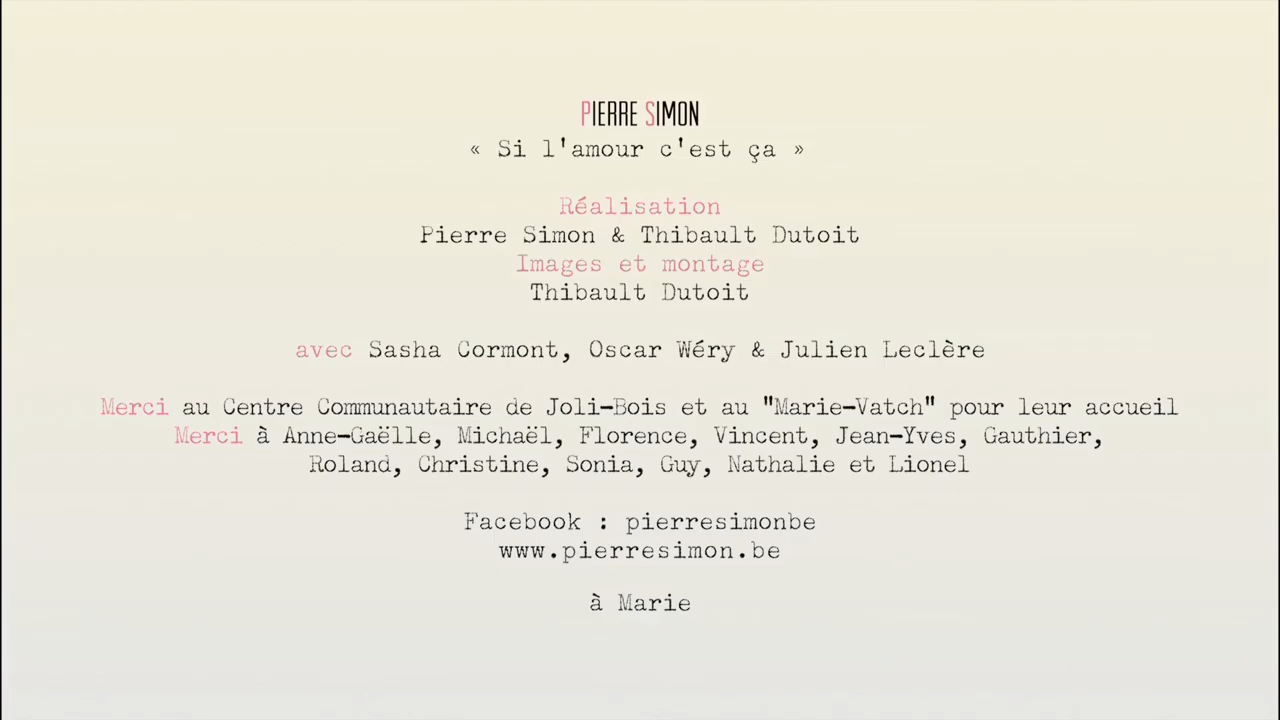 PIERRE SIMON
« Si l'amour c'est ça »
Réalisation
Pierre Simon & Thibault Dutoit
Images et montage
Thibault Dutoit
avec Sasha Cormont, Oscar Wéry & Julien Leclère
Merci au Centre Communautaire de Joli-Bois et au "Marie-Vatch" pour leur accueil
Merci à Anne-Gaëlle, Michaël, Florence, Vincent, Jean-Yves, Gauthier,
Roland, Christine, Sonia, Guy, Nathalie et Lionel
Facebook : pierresimonbe
www.pierresimon.be
à Marie